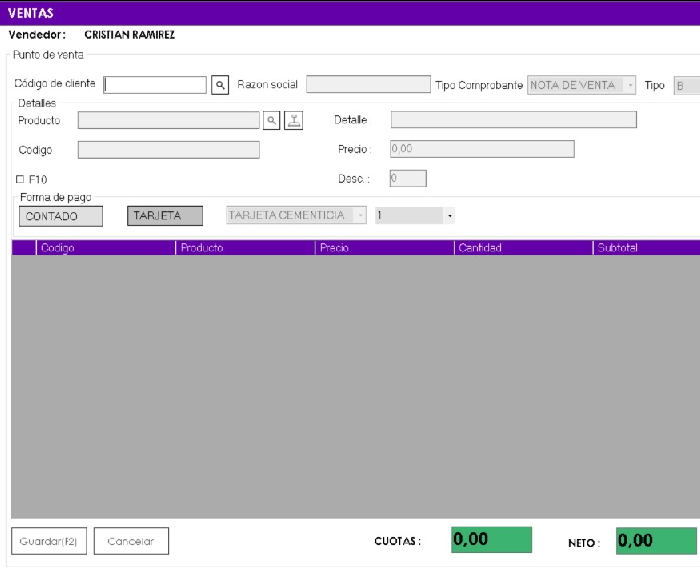 VENTAS
Vendedor: CRISTIAN RAMIREZ
Punto de venta
Código de cliente Razon social Tipo Comprobante NOTA DE VENTA Tipo B
Detalles
Producto Detalle
Codigo Precio: 0,00
F10 Desc.: 0
Forma de pago
CONTADO TARJETA TARJETA CEMENTICIA 1
Codigo Producto Precio Cantidad Subtotal
Guardar(F2) Cancelar CUOTAS: 0,00 NETO: 0,00